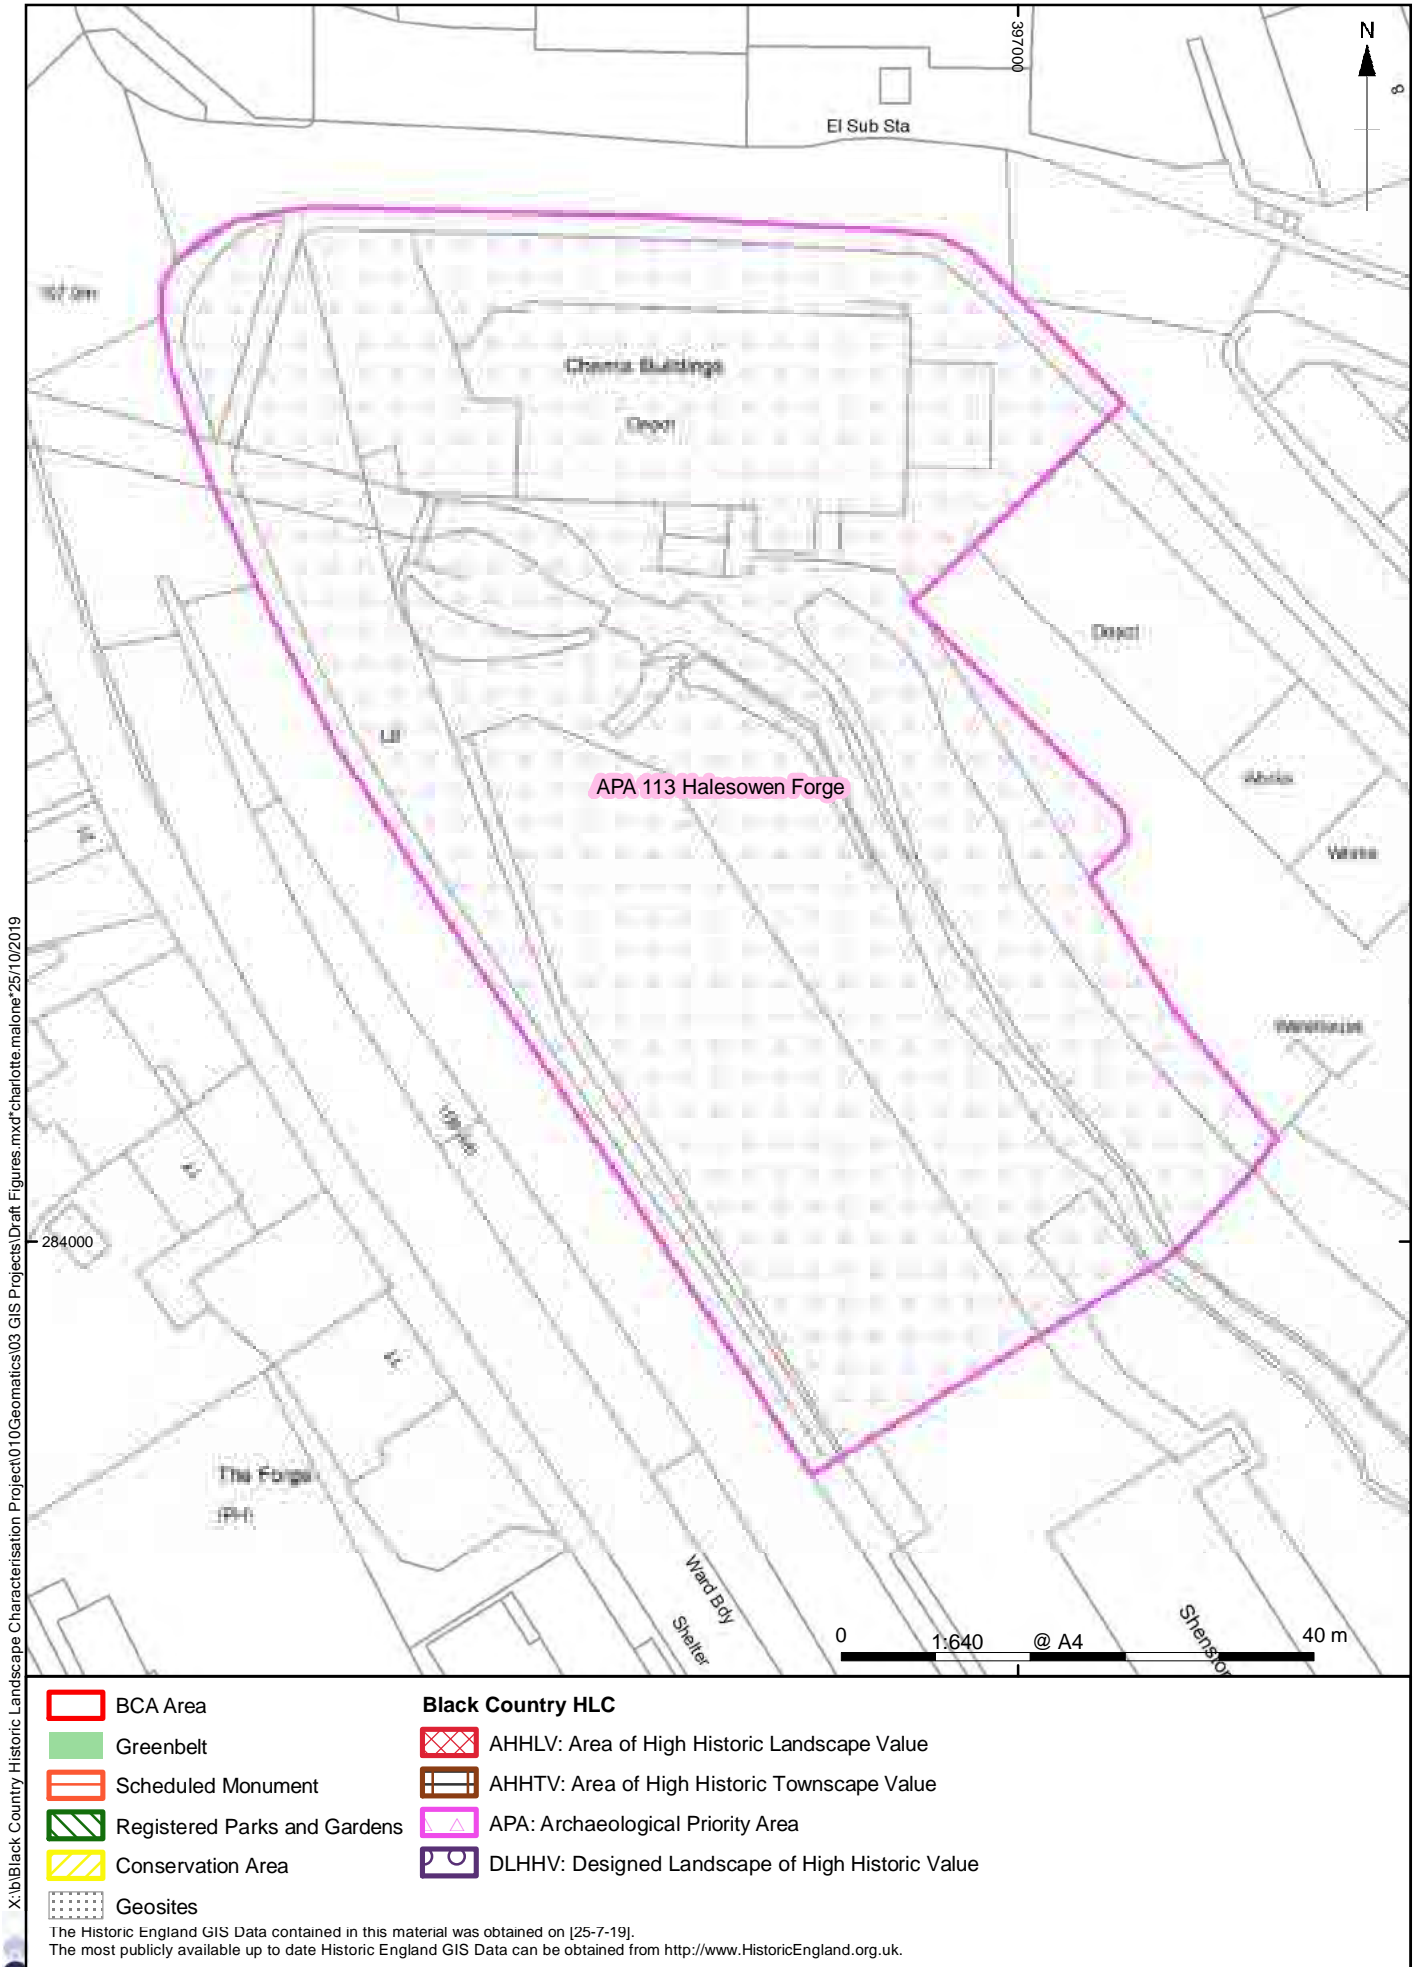 397000
N
8
El Sub Sta
Buildings
Depot
Depot
LB
APA 113 Halesowen Forge
Works
Works
Warehouse
284000
The Forge
(PH)
Ward Bdy
Shelter
Shenston
0 1:640 @ A4 40 m
X:\b\Black Country Historic Landscape Characterisation Project\010Geomatics\03 GIS Projects\Draft Figures.mxd*charlotte.malone*25/10/2019
BCA Area
Greenbelt
Scheduled Monument
Registered Parks and Gardens
Conservation Area
Geosites
Black Country HLC
AHHLV: Area of High Historic Landscape Value
AHHTV: Area of High Historic Townscape Value
APA: Archaeological Priority Area
DLHHV: Designed Landscape of High Historic Value
The Historic England GIS Data contained in this material was obtained on [25-7-19].
The most publicly available up to date Historic England GIS Data can be obtained from http://www.HistoricEngland.org.uk.